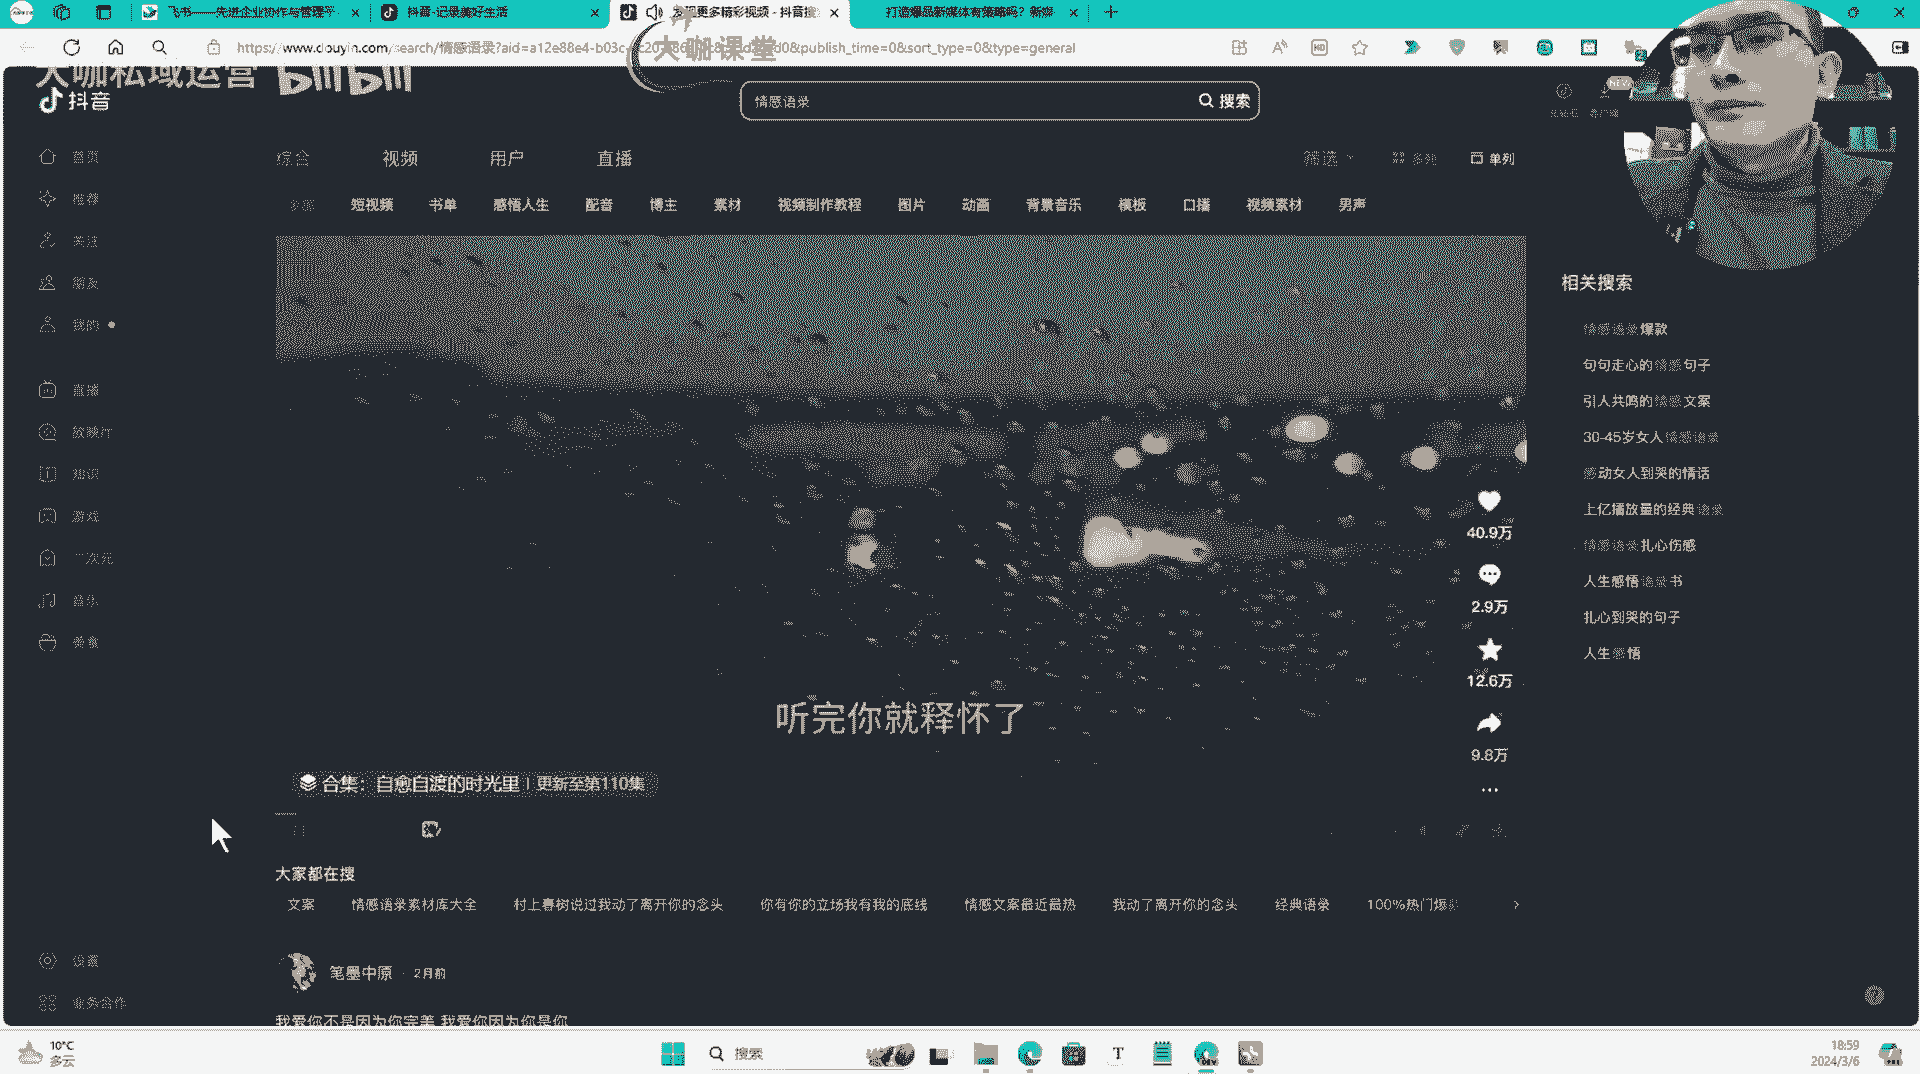 飞书——先进企业协作与管理平
抖音-记录美好生活
发现更多精彩视频 - 抖音搜
打造爆品新媒体有策略吗？新媒
www.douyin.com/search/情感语录?aid=a12e88e4-b03c-
&publish_time=0&sort_type=0&type=general
大咖私域运营 bilibili
大咖课堂
抖音
情感语录
搜索
NEW
首页
推荐
关注
朋友
我的
直播
放映厅
知识
游戏
二次元
音乐
美食
设置
业务合作
综合 视频 用户 直播
筛选 多列 单列
全部 短视频 书单 感悟人生 配音 博主 素材 视频制作教程 图片 动画 背景音乐 模板 口播 视频素材 男声
相关搜索
情感语录爆款
句句走心的情感句子
引人共鸣的情感文案
30-45岁女人情感语录
感动女人到哭的情话
上亿播放量的经典语录
情感语录扎心伤感
人生感悟语录书
扎心到哭的句子
人生感悟
40.9万
2.9万
12.6万
9.8万
听完你就释怀了
合集：自愈自渡的时光里 | 更新至第110集
大家都在搜
文案 情感语录素材库大全 村上春树说过我动了离开你的念头 你有你的立场我有我的底线 情感文案最近最热 我动了离开你的念头 经典语录 100%热门爆
笔墨中原 · 2月前
我爱你不是因为你完美 我爱你因为你是你
10°C
多云
搜索
18:59
2024/3/6